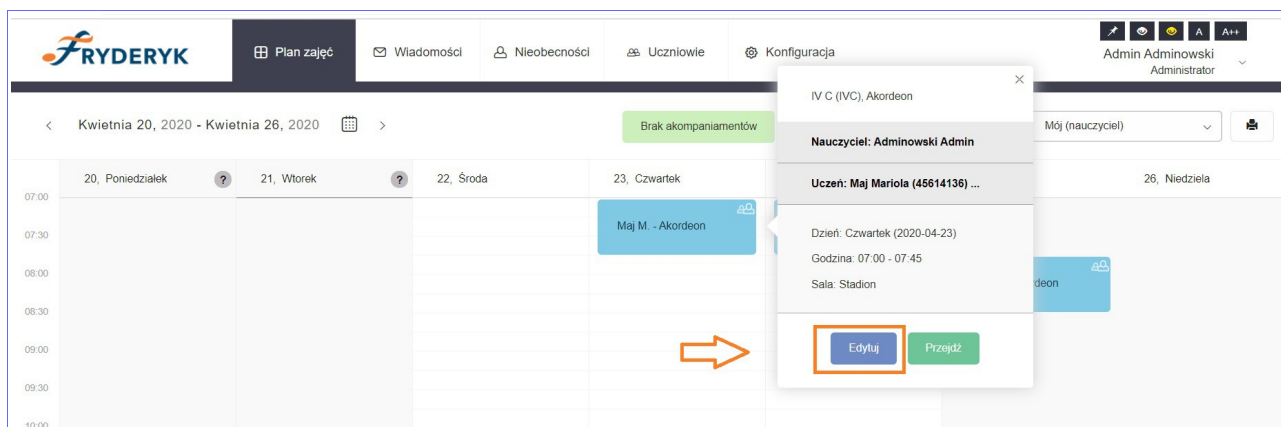 FRYDERYK
Plan zajęć
Wiadomości
Nieobecności
Uczniowie
Konfiguracja
A A++
Admin Adminowski
Administrator
Kwietnia 20, 2020 - Kwietnia 26, 2020
Brak akompaniamentów
Mój (nauczyciel)
20, Poniedziałek ?
21, Wtorek ?
22, Środa
23, Czwartek
26, Niedziela
07:00
07:30
08:00
08:30
09:00
09:30
10:00
Maj M. - Akordeon
deon
IV C (IVC), Akordeon
Nauczyciel: Adminowski Admin
Uczeń: Maj Mariola (45614136) ...
Dzień: Czwartek (2020-04-23)
Godzina: 07:00 - 07:45
Sala: Stadion
Edytuj
Przejdź